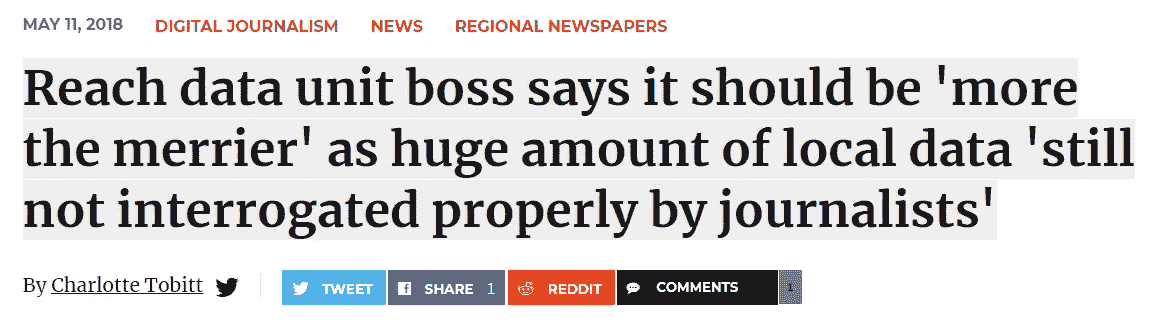 MAY 11, 2018 DIGITAL JOURNALISM NEWS REGIONAL NEWSPAPERS
Reach data unit boss says it should be 'more
the merrier' as huge amount of local data 'still
not interrogated properly by journalists'
By Charlotte Tobitt TWEET SHARE 1 REDDIT COMMENTS 1